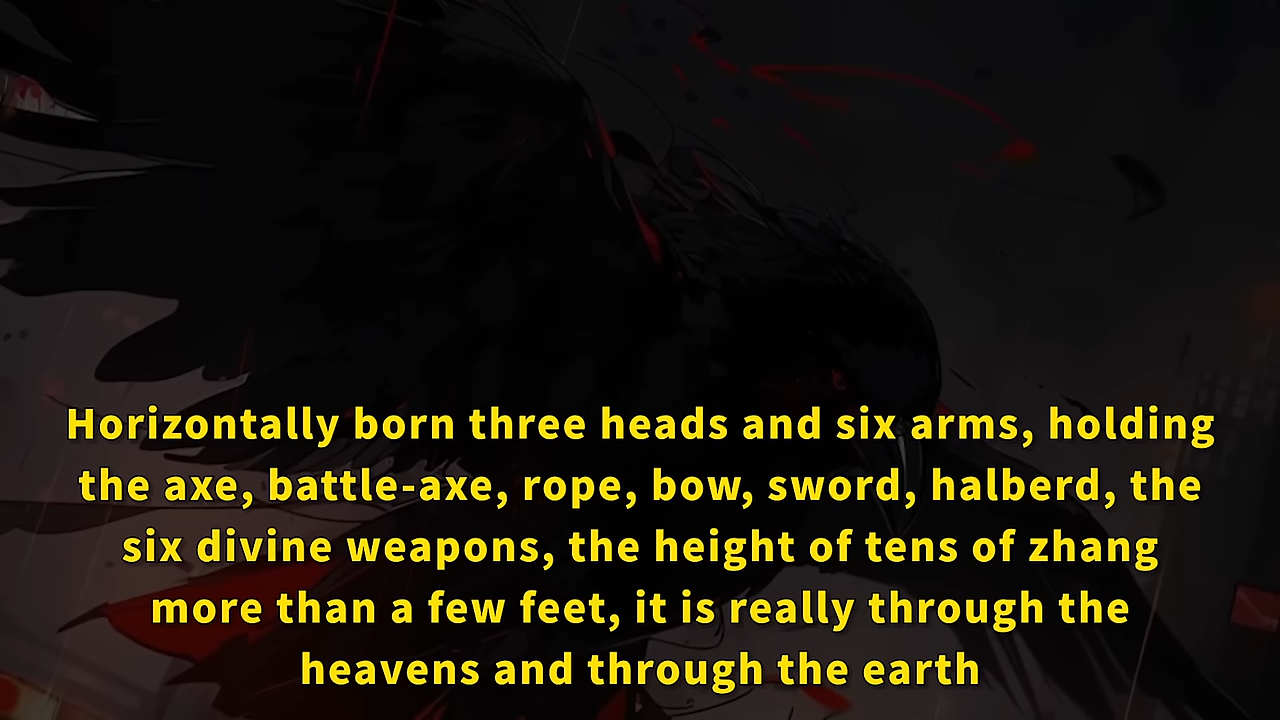 Horizontally born three heads and six arms, holding
the axe, battle-axe, rope, bow, sword, halberd, the
six divine weapons, the height of tens of zhang
more than a few feet, it is really through the
heavens and through the earth